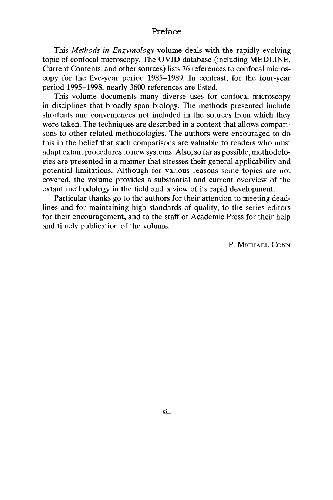 Preface
This Methods in Enzymology volume deals with the rapidly evolving
topic of confocal microscopy. The OVID database (including MEDLINE,
Current Contents, and other sources) lists 76 references to confocal micros-
copy for the five-year period 1985–1989. In contrast, for the four-year
period 1995–1998, nearly 3600 references are listed.
This volume documents many diverse uses for confocal microscopy
in disciplines that broadly span biology. The methods presented include
shortcuts and conveniences not included in the sources from which they
were taken. The techniques are described in a context that allows compari-
sons to other related methodologies. The authors were encouraged to do
this in the belief that such comparisons are valuable to readers who must
adapt extant procedures to new systems. Also, so far as possible, methodolo-
gies are presented in a manner that stresses their general applicability and
potential limitations. Although for various reasons some topics are not
covered, the volume provides a substantial and current overview of the
extant methodology in the field and a view of its rapid development.
Particular thanks go to the authors for their attention to meeting dead-
lines and for maintaining high standards of quality, to the series editors
for their encouragement, and to the staff of Academic Press for their help
and timely publication of the volume.
P. Michael Conn